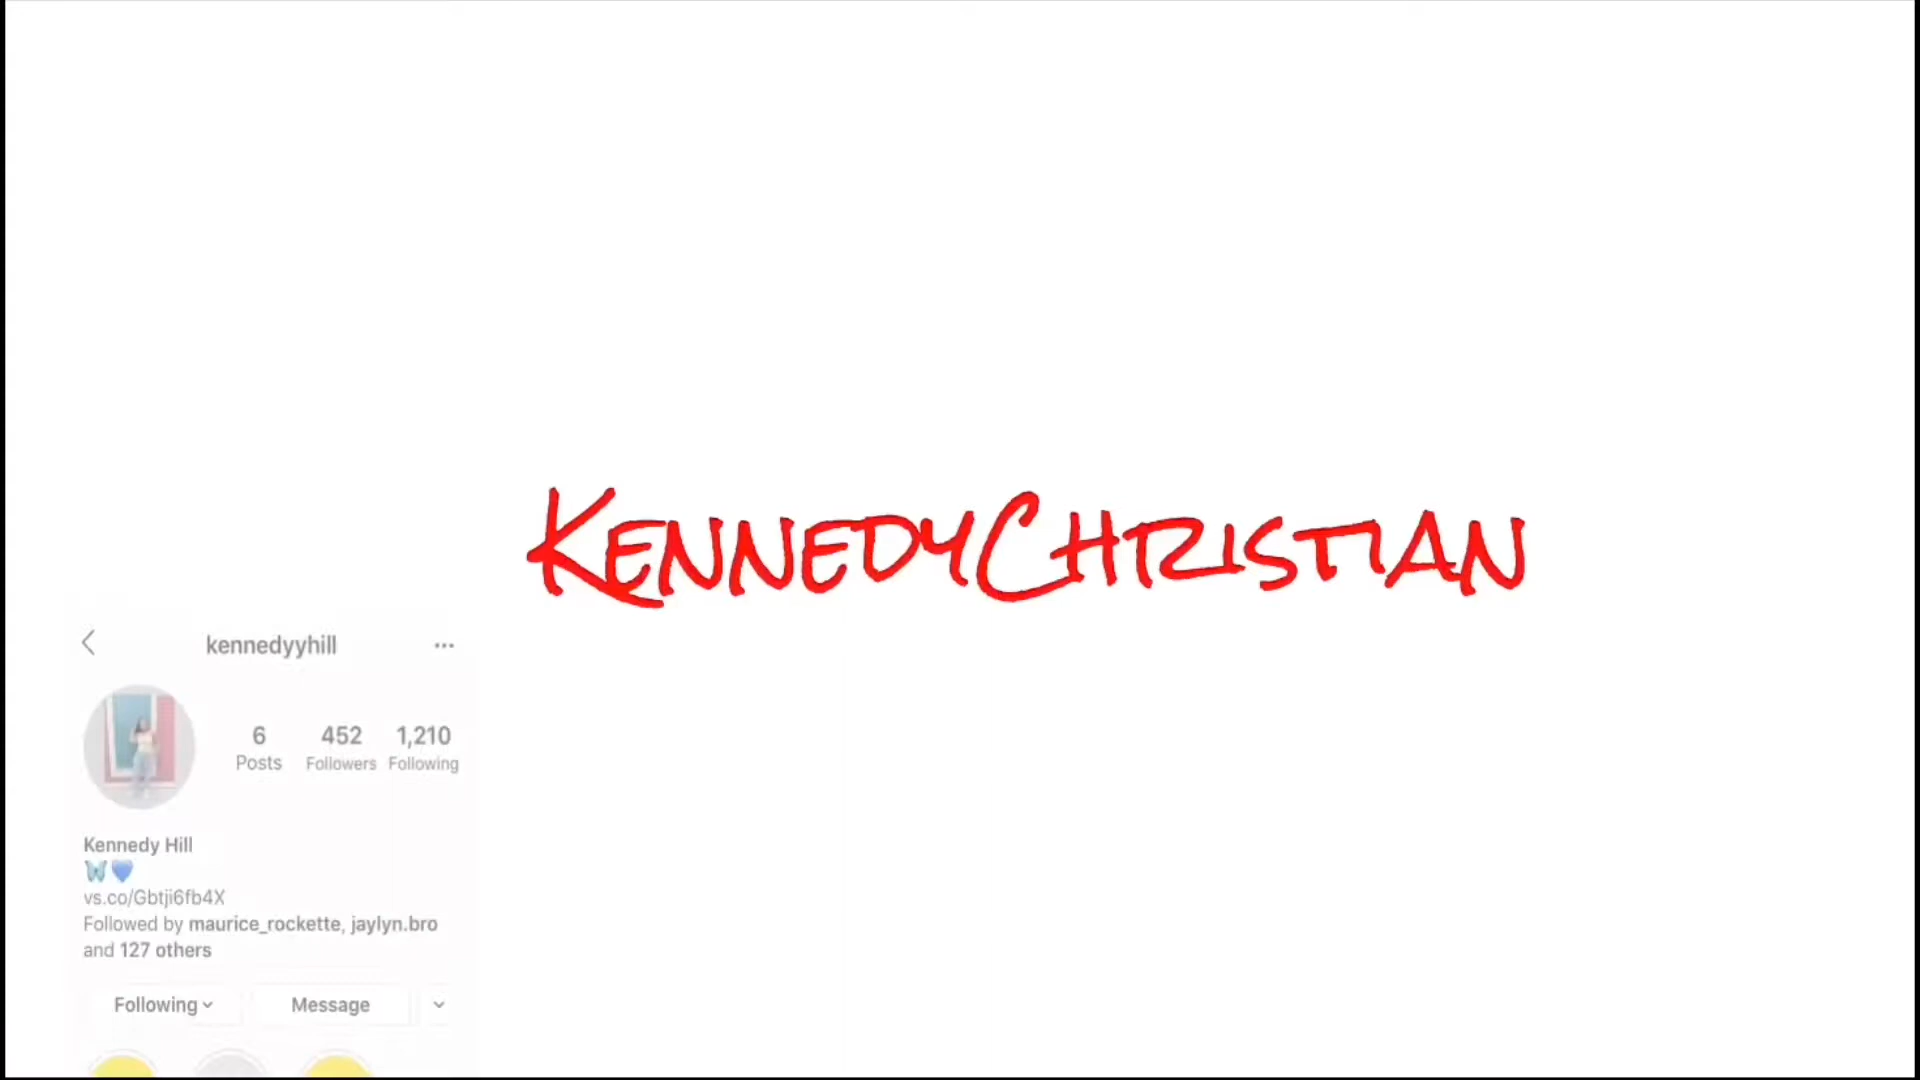 KennedyChristian
kennedyyhill ...
6 452 1,210
Posts Followers Following
Kennedy Hill
🦋💙
vs.co/Gbtji6fb4X
Followed by maurice_rockette, jaylyn.bro
and 127 others
Following Message